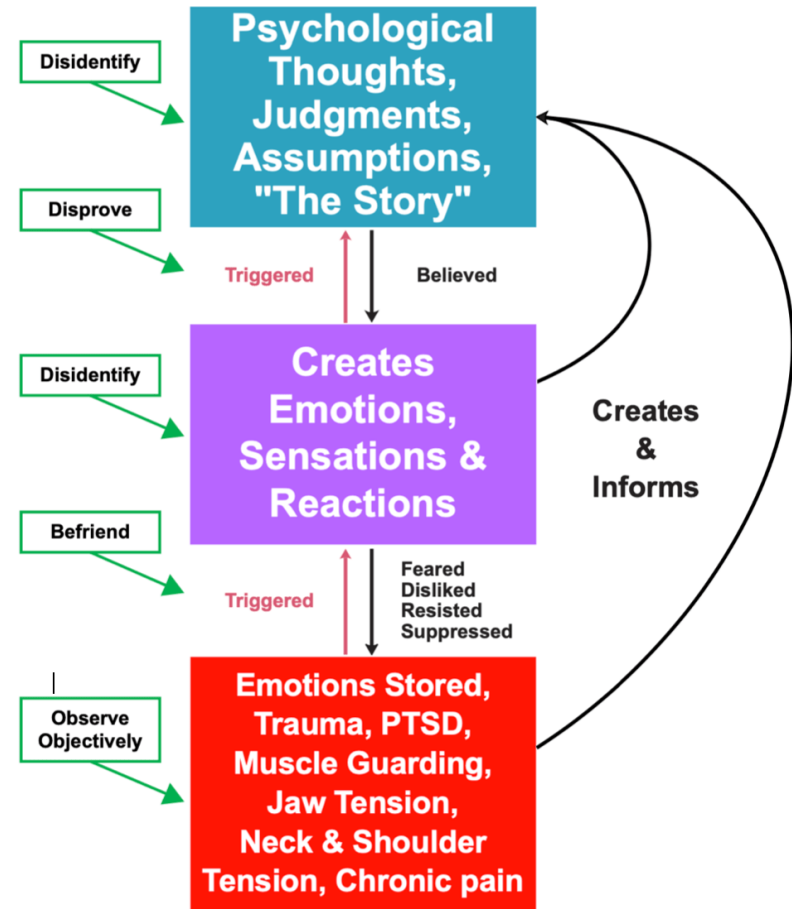 Disidentify
Psychological
Thoughts,
Judgments,
Assumptions,
"The Story"
Disprove
Triggered
Believed
Disidentify
Creates
Emotions,
Sensations &
Reactions
Creates
&
Informs
Befriend
Triggered
Feared
Disliked
Resisted
Suppressed
Observe
Objectively
Emotions Stored,
Trauma, PTSD,
Muscle Guarding,
Jaw Tension,
Neck & Shoulder
Tension, Chronic pain